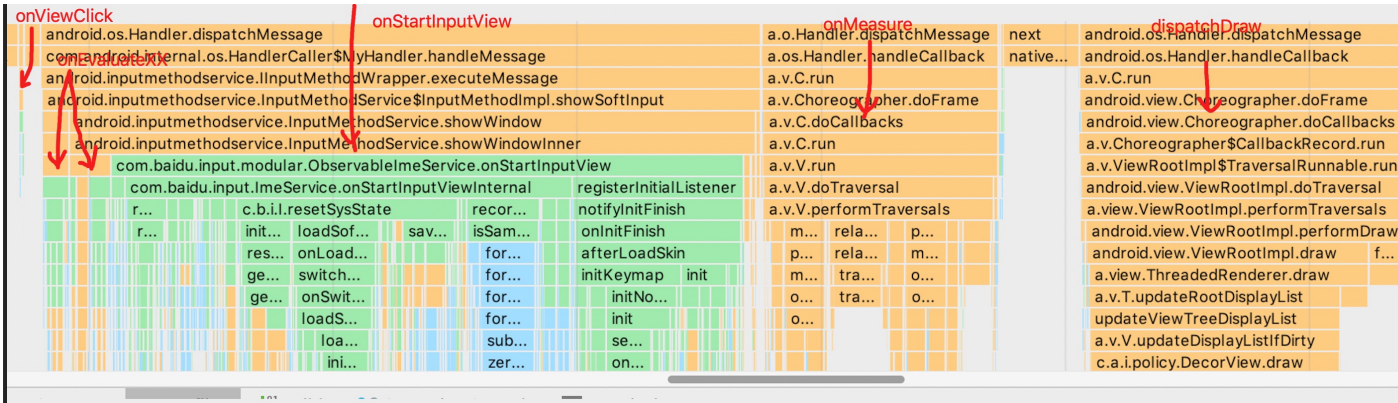 onViewClick
onStartInputView
onMeasure
dispatchDraw
onEvaluateXX
android.os.Handler.dispatchMessage
a.o.Handler.dispatchMessage
next
android.os.Handler.dispatchMessage
com.android.internal.os.HandlerCaller$MyHandler.handleMessage
a.os.Handler.handleCallback
native...
android.os.Handler.handleCallback
android.inputmethodservice.IInputMethodWrapper.executeMessage
a.v.C.run
a.v.C.run
android.inputmethodservice.InputMethodService$InputMethodImpl.showSoftInput
a.v.Choreographer.doFrame
android.view.Choreographer.doFrame
android.inputmethodservice.InputMethodService.showWindow
a.v.C.doCallbacks
android.view.Choreographer.doCallbacks
android.inputmethodservice.InputMethodService.showWindowInner
a.v.C.run
a.v.Choreographer$CallbackRecord.run
com.baidu.input.modular.ObservableImeService.onStartInputView
a.v.V.run
a.v.ViewRootImpl$TraversalRunnable.run
com.baidu.input.ImeService.onStartInputViewInternal
registerInitialListener
a.v.V.doTraversal
android.view.ViewRootImpl.doTraversal
r...
c.b.i.I.resetSysState
recor...
notifyInitFinish
a.v.V.performTraversals
a.view.ViewRootImpl.performTraversals
r...
init...
loadSof...
sav...
isSam...
onInitFinish
m...
rela...
p...
android.view.ViewRootImpl.performDraw
res...
onLoad...
for...
afterLoadSkin
p...
rela...
m...
android.view.ViewRootImpl.draw
f...
ge...
switch...
for...
initKeymap
init
m...
tra...
o...
a.view.ThreadedRenderer.draw
ge...
onSwit...
for...
initNo...
o...
tra...
o...
a.v.T.updateRootDisplayList
loadS...
for...
init
o...
updateViewTreeDisplayList
loa...
sub...
se...
a.v.V.updateDisplayListIfDirty
ini...
zer...
on...
c.a.i.policy.DecorView.draw